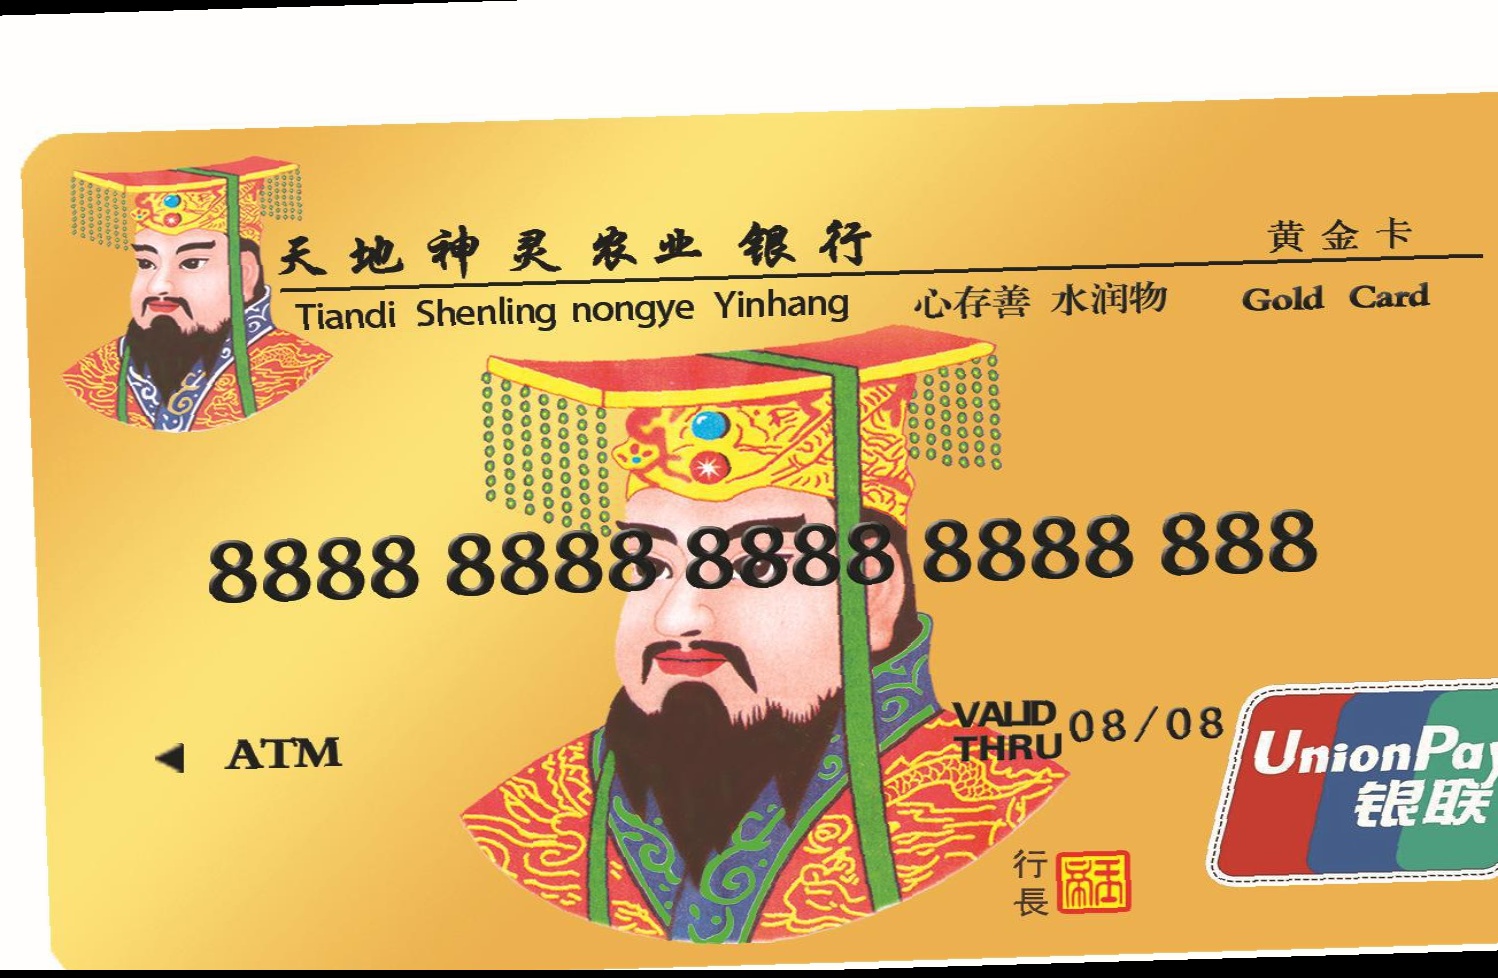 天地神灵农业银行
黄金卡
Tiandi Shenling nongye Yinhang
心存善 水润物
Gold Card
8888 8888 8888 8888 888
ATM
VALID THRU 08/08
UnionPay
银联
行長